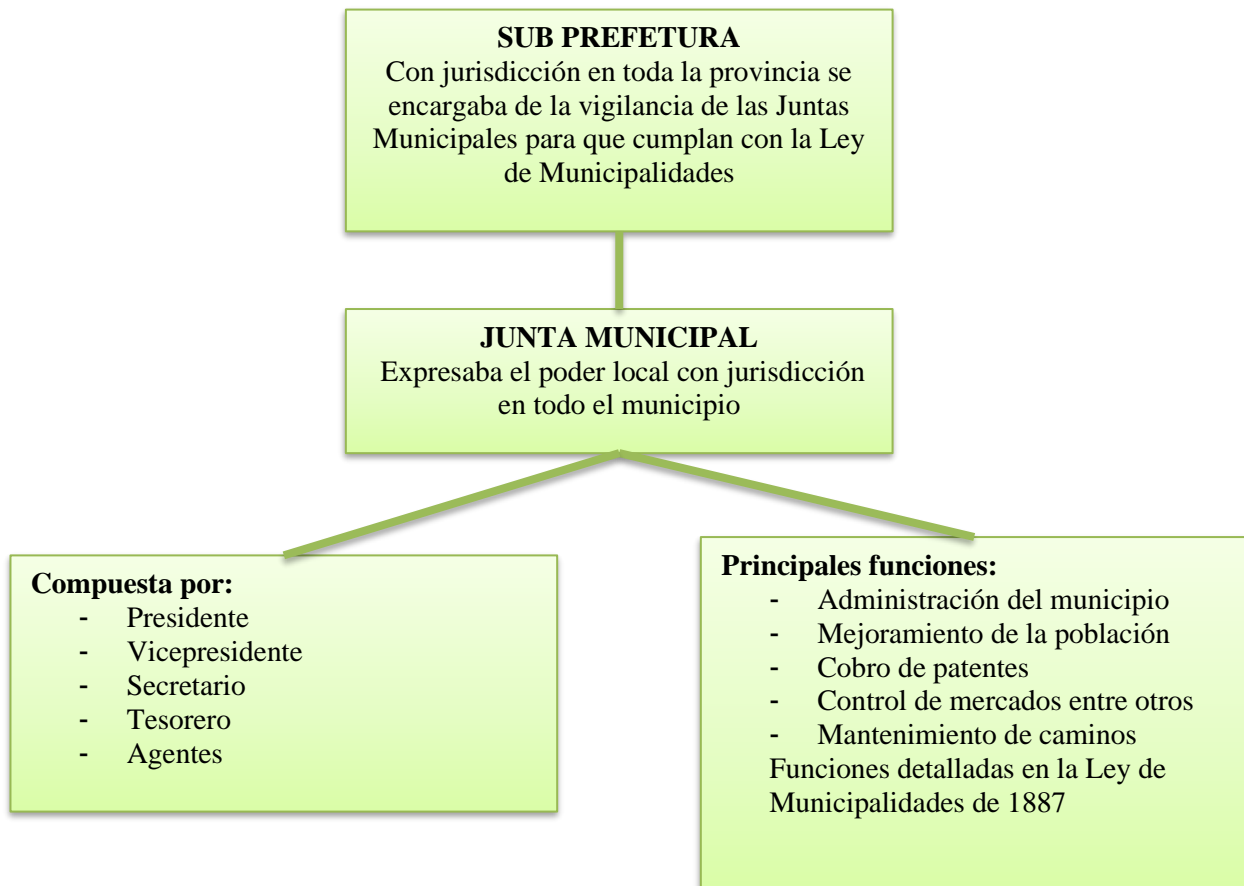 SUB PREFETURA
Con jurisdicción en toda la provincia se
encargaba de la vigilancia de las Juntas
Municipales para que cumplan con la Ley
de Municipalidades
JUNTA MUNICIPAL
Expresaba el poder local con jurisdicción
en todo el municipio
Compuesta por:
- Presidente
- Vicepresidente
- Secretario
- Tesorero
- Agentes
Principales funciones:
- Administración del municipio
- Mejoramiento de la población
- Cobro de patentes
- Control de mercados entre otros
- Mantenimiento de caminos
Funciones detalladas en la Ley de
Municipalidades de 1887